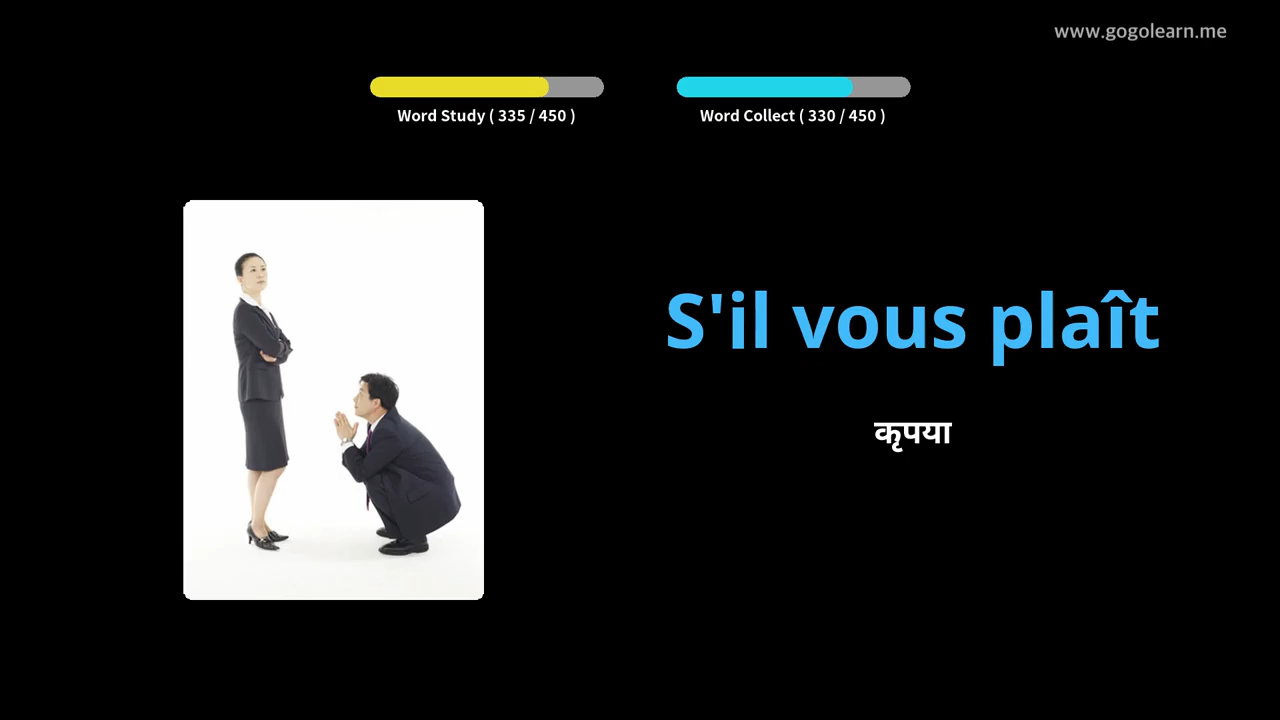 www.gogolearn.me
Word Study ( 335 / 450 )
Word Collect ( 330 / 450 )
S'il vous plaît
कृपया